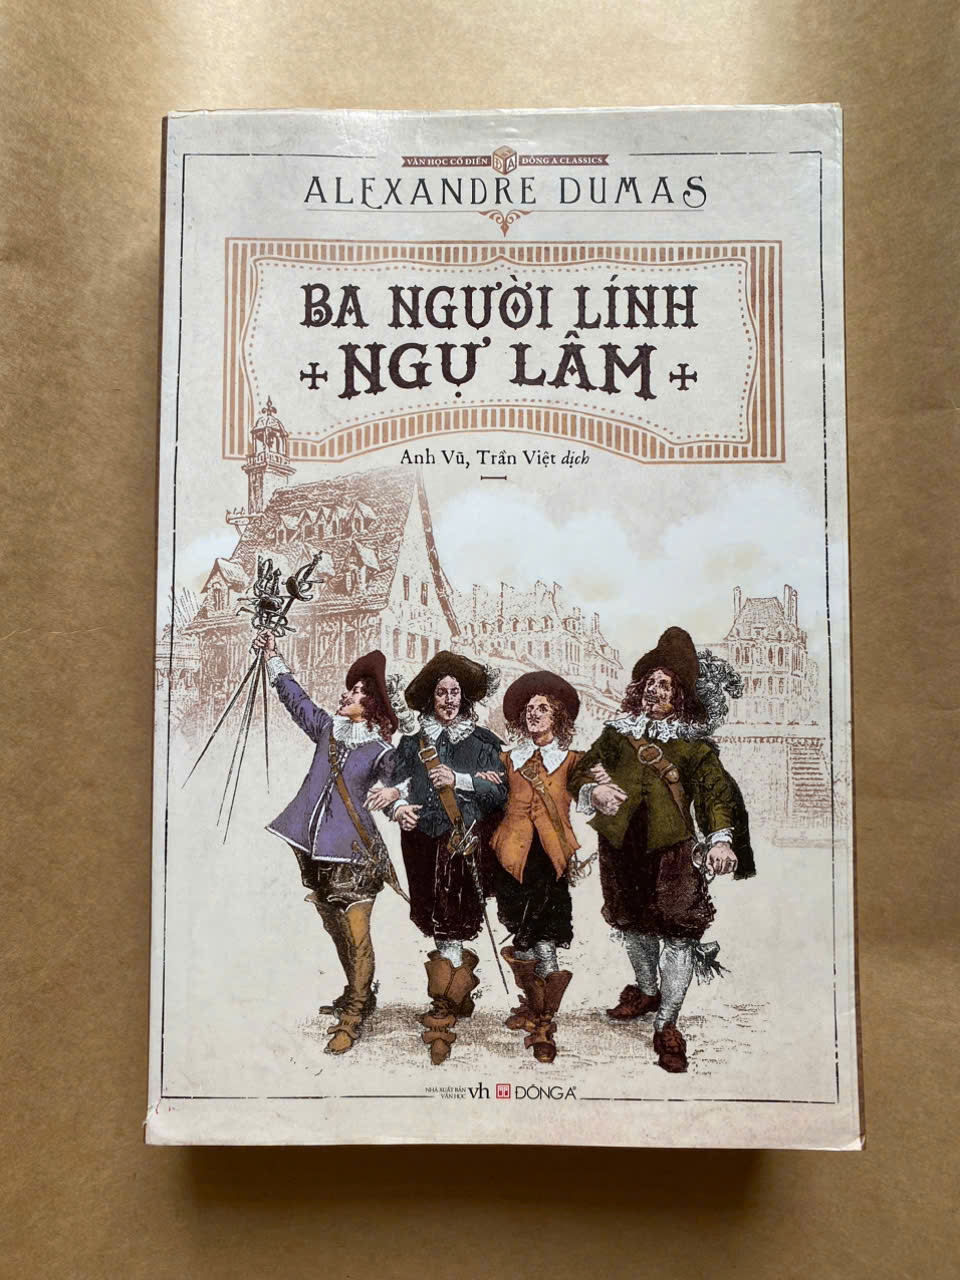 VĂN HỌC CỔ ĐIỂN ĐÔNG A CLASSICS
ALEXANDRE DUMAS
BA NGƯỜI LÍNH
NGỰ LÂM
Anh Vũ, Trần Việt dịch
NHÀ XUẤT BẢN
VĂN HỌC vh ĐÔNG A